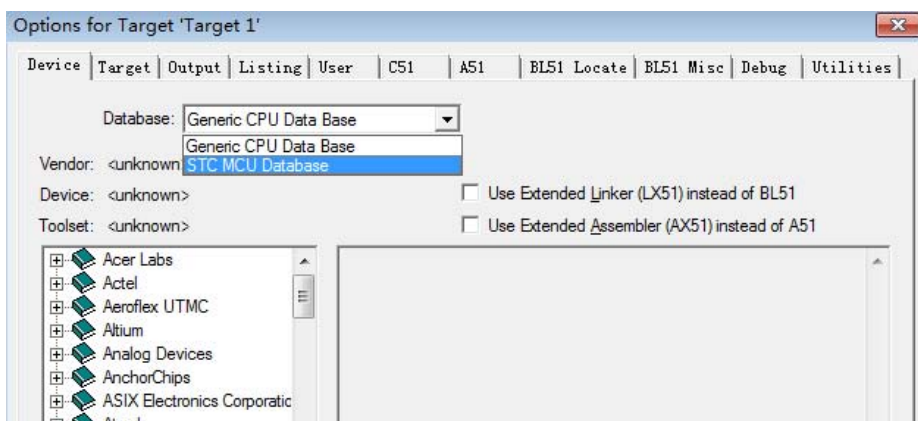 Options for Target 'Target 1'
Device Target Output Listing User C51 A51 BL51 Locate BL51 Misc Debug Utilities
Database: Generic CPU Data Base
Generic CPU Data Base
Vendor: <unknown STC MCU Database
Device: <unknown> Use Extended Linker (LX51) instead of BL51
Toolset: <unknown> Use Extended Assembler (AX51) instead of A51
Acer Labs
Actel
Aeroflex UTMC
Altium
Analog Devices
AnchorChips
ASIX Electronics Corporatic